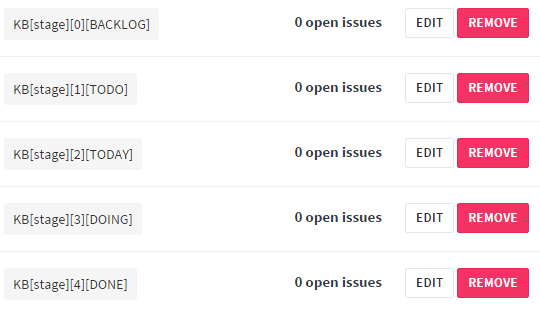 KB[stage][0][BACKLOG] 0 open issues EDIT REMOVE
KB[stage][1][TODO] 0 open issues EDIT REMOVE
KB[stage][2][TODAY] 0 open issues EDIT REMOVE
KB[stage][3][DOING] 0 open issues EDIT REMOVE
KB[stage][4][DONE] 0 open issues EDIT REMOVE